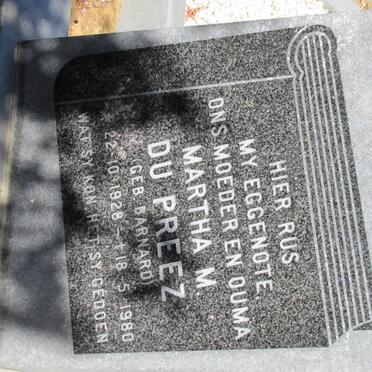 HIER RUS
MY EGGENOTE,
ONS MOEDER EN OUMA
MARTHA M.
DU PREEZ
(GEB. BARNARD)
22·10·1928 - † 18·5·1980
WAT SY KON HET SY GEDOEN